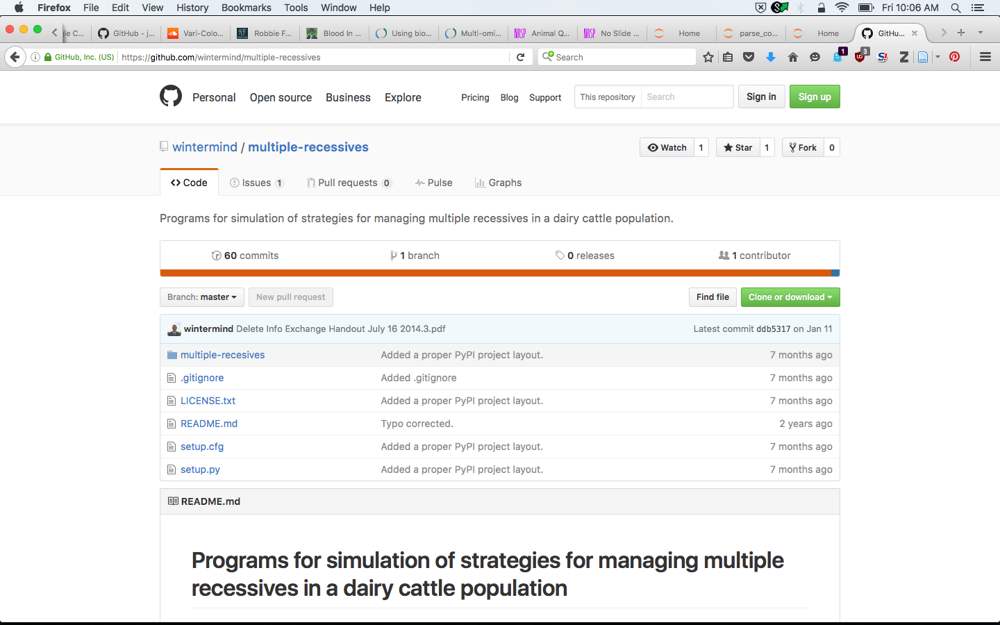 Firefox File Edit View History Bookmarks Tools Window Help Fri 10:06 AM
le C... GitHub - j... Vari-Colo... Robbie F... Blood In ... Using bio... Multi-omi... NRSP Animal Q... NRSP No Slide ... Home parse_co... Home GitHu...
GitHub, Inc. (US) https://github.com/wintermind/multiple-recessives Search 1 3
Personal Open source Business Explore Pricing Blog Support This repository Search Sign in Sign up
wintermind / multiple-recessives Watch 1 Star 1 Fork 0
Code Issues 1 Pull requests 0 Pulse Graphs
Programs for simulation of strategies for managing multiple recessives in a dairy cattle population.
60 commits 1 branch 0 releases 1 contributor
Branch: master New pull request Find file Clone or download
wintermind Delete Info Exchange Handout July 16 2014.3.pdf Latest commit ddb5317 on Jan 11
multiple-recesives Added a proper PyPI project layout. 7 months ago
.gitignore Added .gitignore 7 months ago
LICENSE.txt Added a proper PyPI project layout. 7 months ago
README.md Typo corrected. 2 years ago
setup.cfg Added a proper PyPI project layout. 7 months ago
setup.py Added a proper PyPI project layout. 7 months ago
README.md
Programs for simulation of strategies for managing multiple
recessives in a dairy cattle population